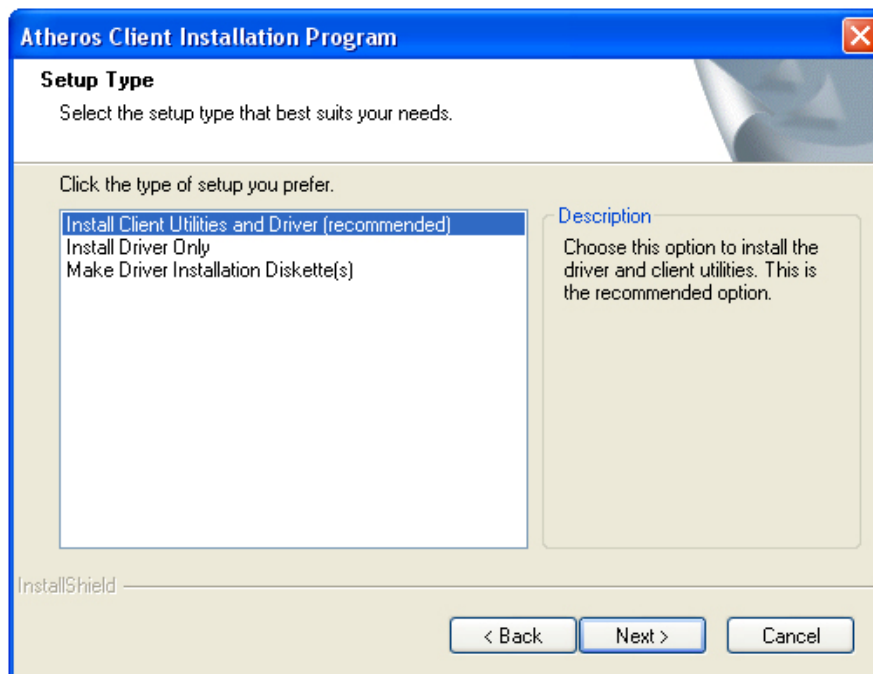 Atheros Client Installation Program
Setup Type
Select the setup type that best suits your needs.
Click the type of setup you prefer.
Install Client Utilities and Driver (recommended)
Install Driver Only
Make Driver Installation Diskette(s)
Description
Choose this option to install the
driver and client utilities. This is
the recommended option.
InstallShield
< Back
Next >
Cancel